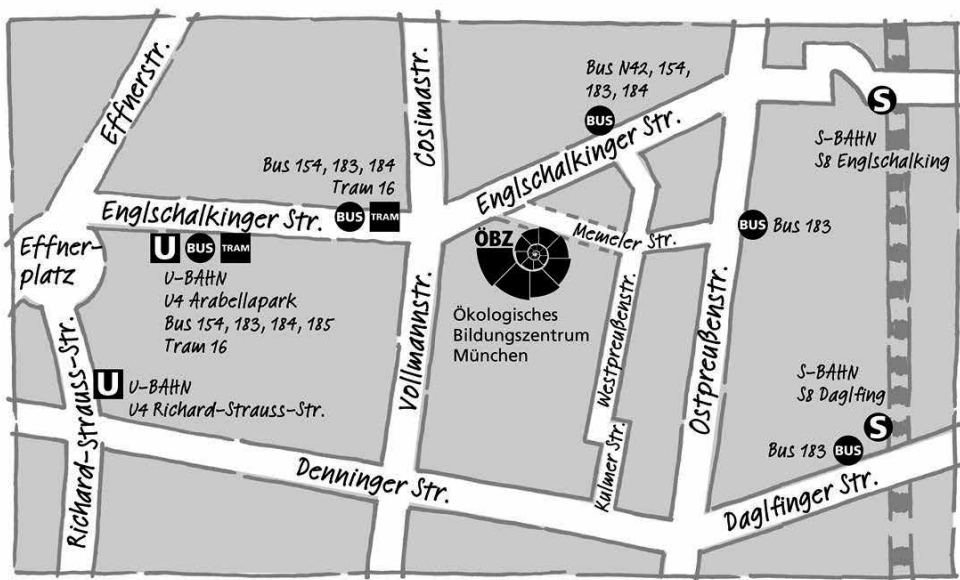 Effnerstr.
Cosimastr.
Bus N42, 154,
183, 184
BUS
Englschalkinger Str.
S
S-BAHN
S8 Englschalking
Bus 154, 183, 184
Tram 16
BUS TRAM
Englschalkinger Str.
Effner-
platz
U BUS TRAM
U-BAHN
U4 Arabellapark
Bus 154, 183, 184, 185
Tram 16
ÖBZ
Memeler Str.
BUS Bus 183
Ökologisches
Bildungszentrum
München
Vollmannstr.
Westpreußenstr.
Ostpreußenstr.
Richard-Strauss-Str.
U U-BAHN
U4 Richard-Strauss-Str.
S-BAHN
S8 Daglfing
S
Bus 183 BUS
Kulmer Str.
Denninger Str.
Daglfinger Str.